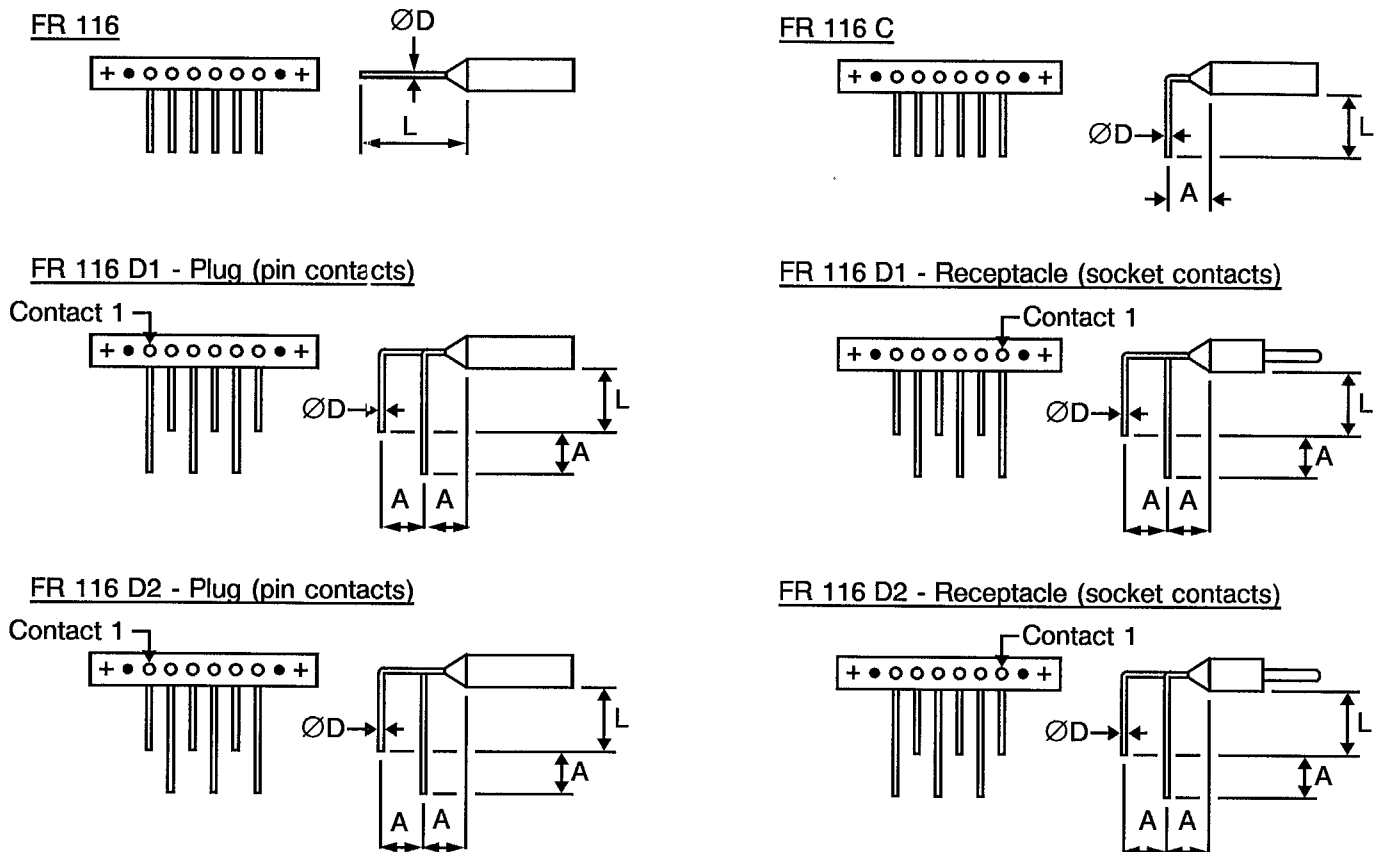 FR 116
ØD
L
FR 116 C
ØD
L
A
FR 116 D1 - Plug (pin contacts)
Contact 1
ØD
L
A
A A
FR 116 D1 - Receptacle (socket contacts)
Contact 1
ØD
L
A
A A
FR 116 D2 - Plug (pin contacts)
Contact 1
ØD
L
A
A A
FR 116 D2 - Receptacle (socket contacts)
Contact 1
ØD
L
A
A A